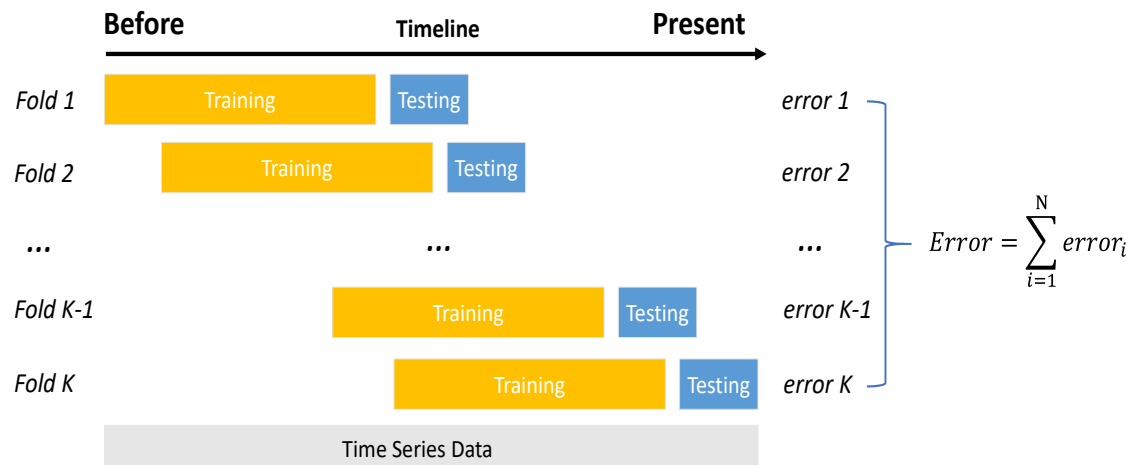 Before Timeline Present
Fold 1 Training Testing error 1
Fold 2 Training Testing error 2
... ... ...
Error = \sum_{i=1}^{N} error_i
Fold K-1 Training Testing error K-1
Fold K Training Testing error K
Time Series Data